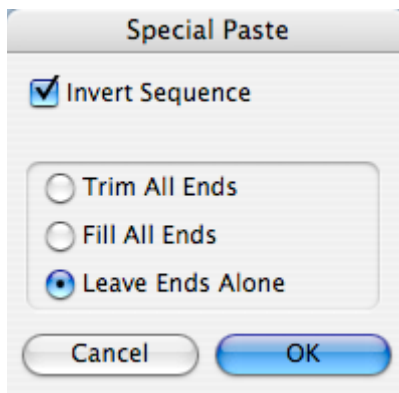 Special Paste
Invert Sequence
Trim All Ends
Fill All Ends
Leave Ends Alone
Cancel OK